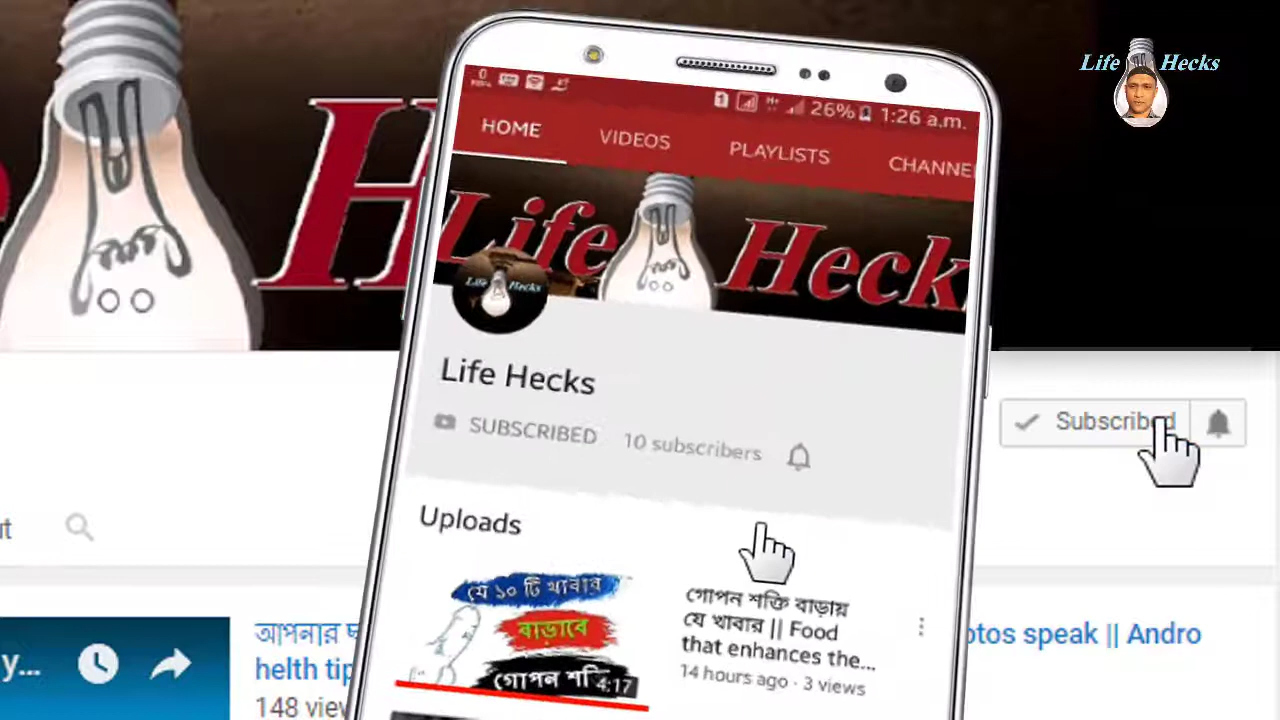 Life Hecks
26% 1:26 a.m.
HOME VIDEOS PLAYLISTS CHANNE
Life Heck
Life Hecks
Life Hecks
SUBSCRIBED 10 subscribers
Subscribed
Uploads
যে ১০ টি খাবার
বাড়াবে
গোপন শক্তি
4:17
গোপন শক্তি বাড়ায়
যে খাবার || Food
that enhances the...
14 hours ago · 3 views
y...
আপনার
otos speak || Andro
helth tip
148 view